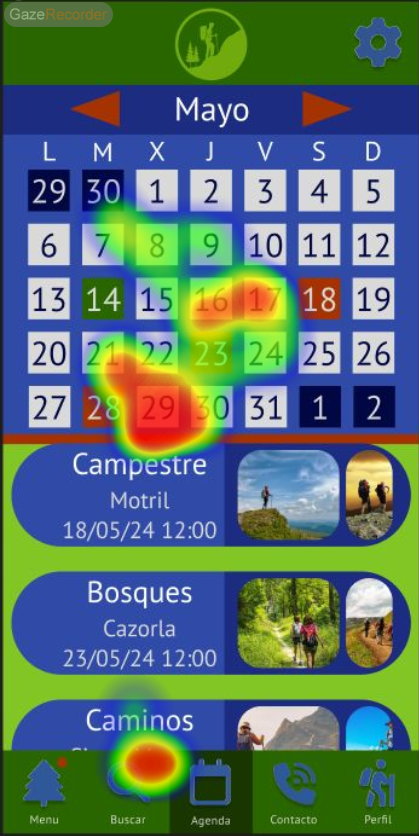 GazeRecorder
Mayo
L M X J V S D
29 30 1 2 3 4 5
6 7 8 9 10 11 12
13 14 15 16 17 18 19
20 21 22 23 24 25 26
27 28 29 30 31 1 2
Campestre
Motril
18/05/24 12:00
Bosques
Cazorla
23/05/24 12:00
Caminos
Menu Buscar Agenda Contacto Perfil